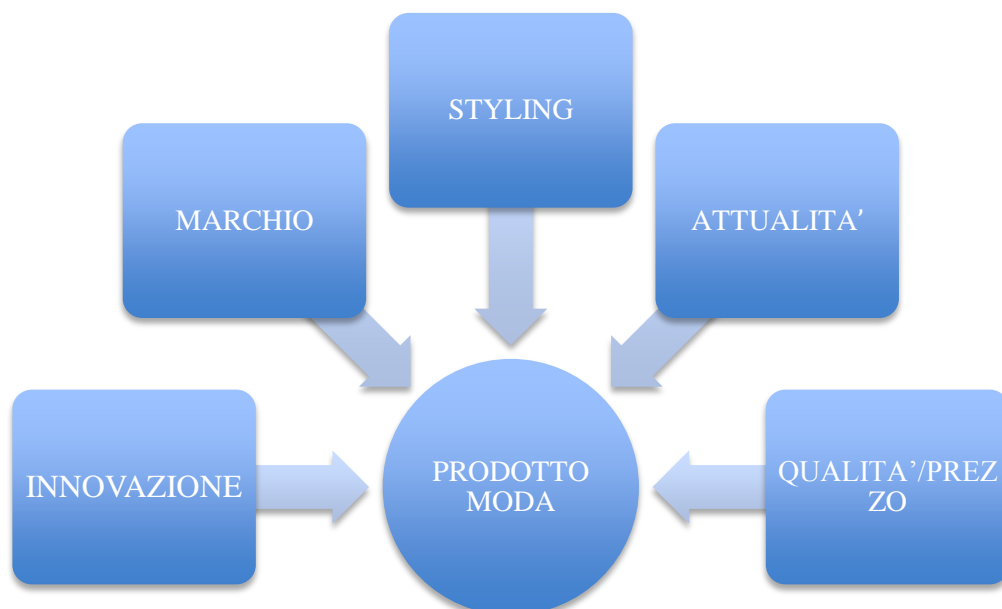 STYLING
MARCHIO
ATTUALITA’
INNOVAZIONE
PRODOTTO
MODA
QUALITA’/PREZ
ZO